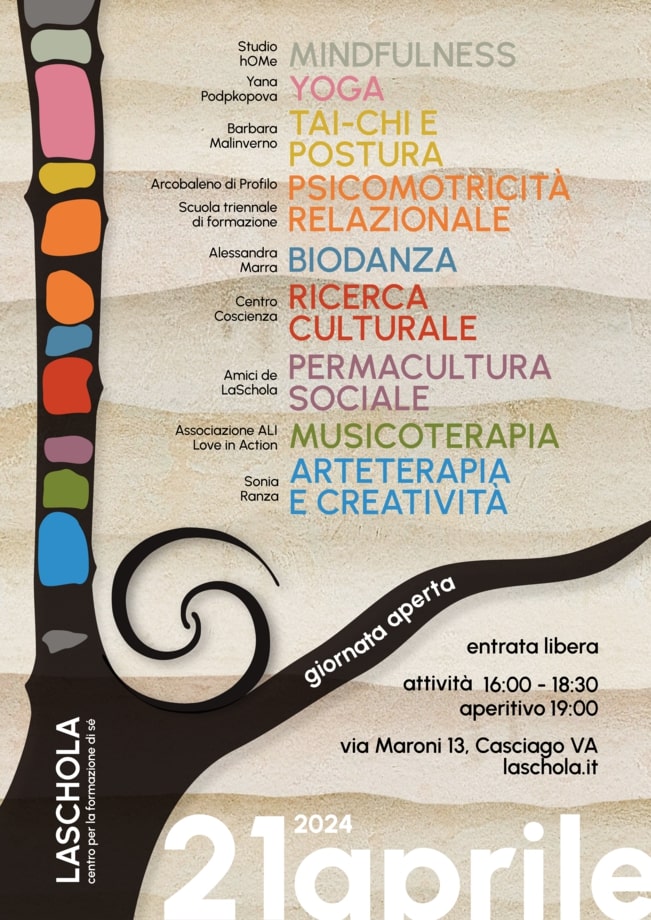 Studio
hOMe
MINDFULNESS
Yana
Podpkopova
YOGA
Barbara
Malinverno
TAI-CHI E
POSTURA
Arcobaleno di Profilo
Scuola triennale
di formazione
PSICOMOTRICITÀ
RELAZIONALE
Alessandra
Marra
BIODANZA
Centro
Coscienza
RICERCA
CULTURALE
Amici de
LaSchola
PERMACULTURA
SOCIALE
Associazione ALI
Love in Action
MUSICOTERAPIA
Sonia
Ranza
ARTETERAPIA
E CREATIVITÀ
giornata aperta
entrata libera
attività 16:00 - 18:30
aperitivo 19:00
via Maroni 13, Casciago VA
laschola.it
LASCHOLA
centro per la formazione di sé
2024
21aprile